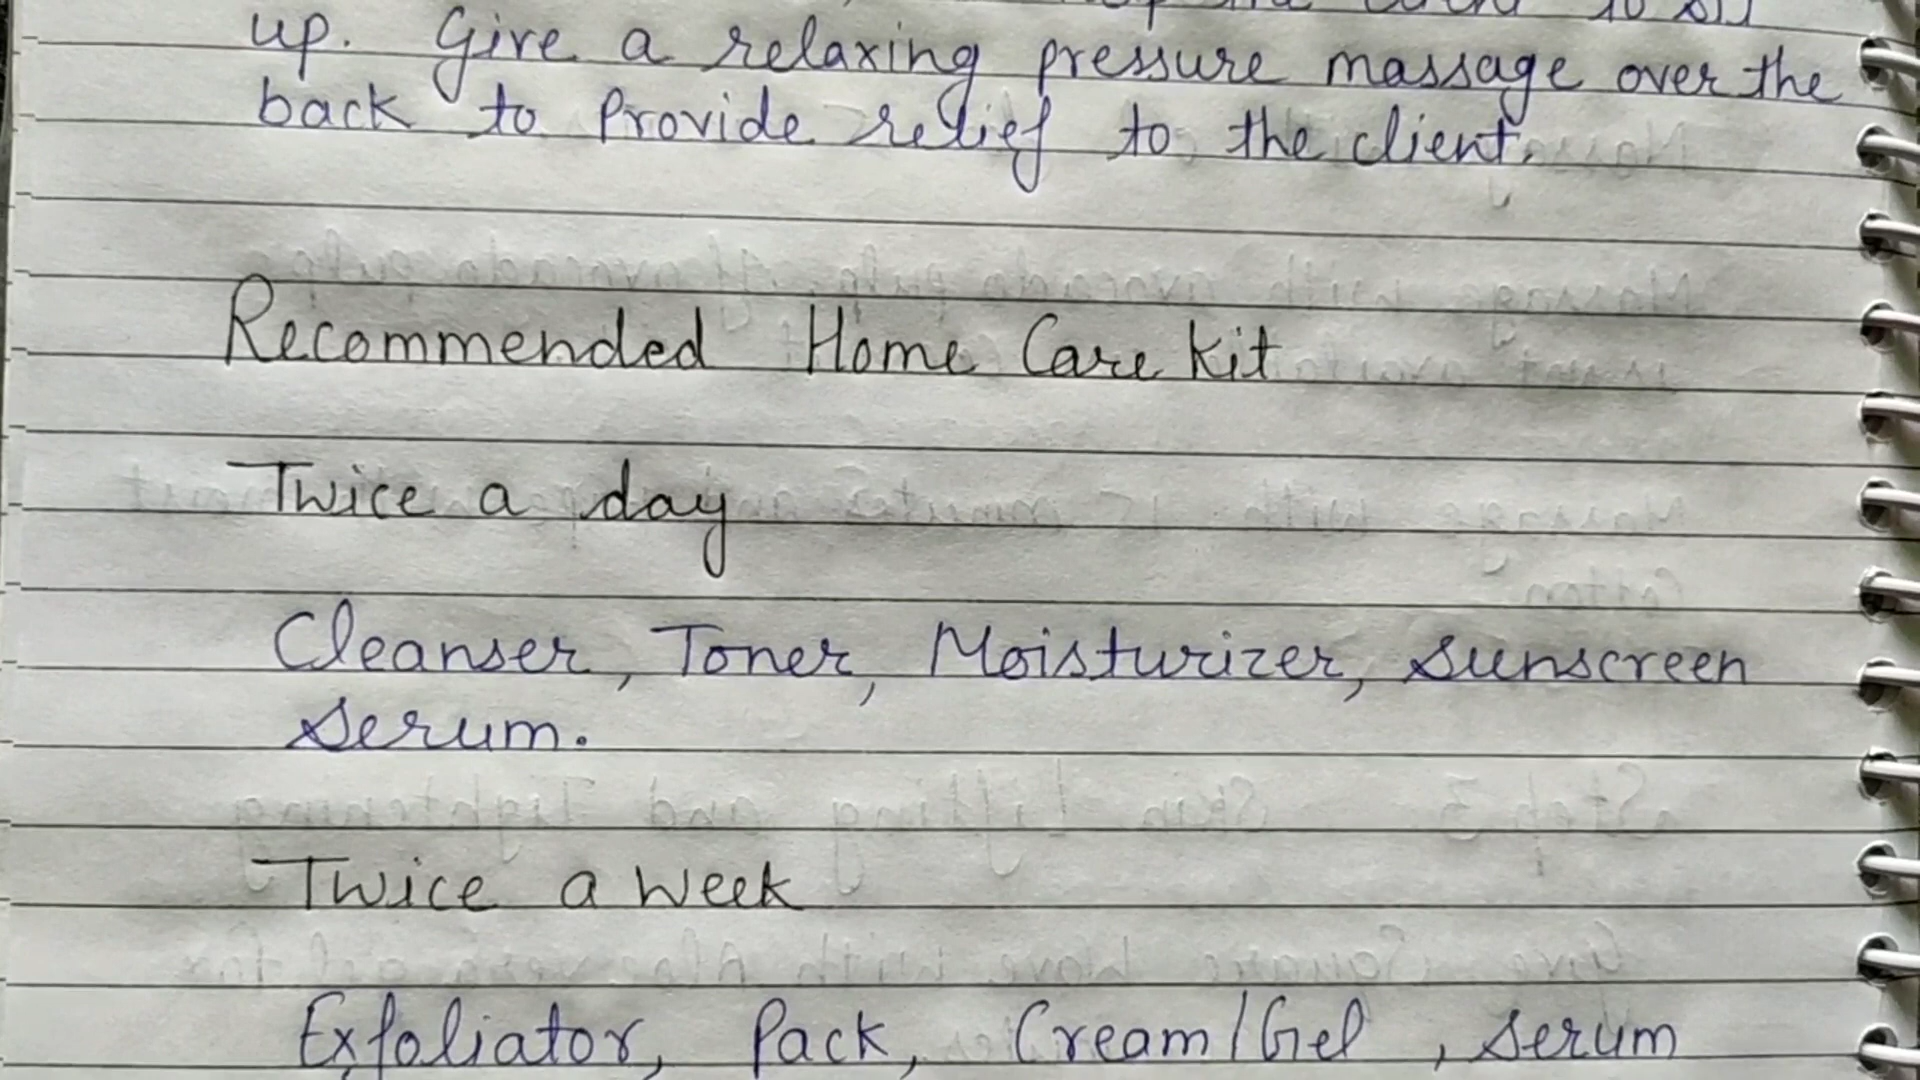 up. Give a relaxing pressure massage over the
back to Provide relief to the client.
Recommended Home Care kit
Twice a day
Cleanser, Toner, Moisturizer, Sunscreen
Serum.
Twice a week
Exfoliator, Pack, Cream/Gel, Serum